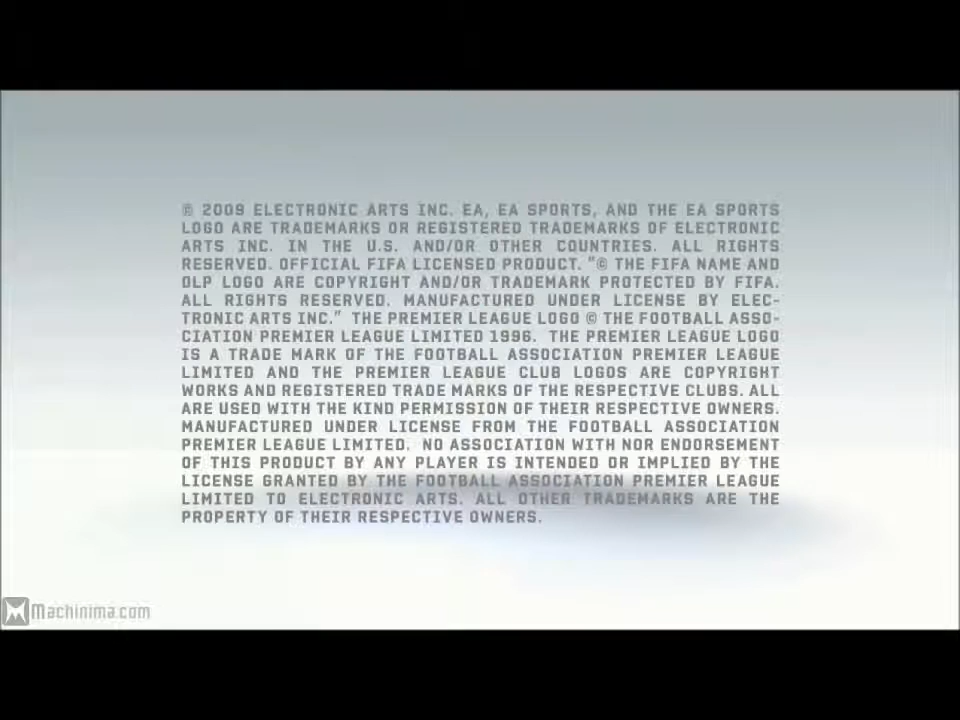 © 2009 ELECTRONIC ARTS INC. EA, EA SPORTS, AND THE EA SPORTS
LOGO ARE TRADEMARKS OR REGISTERED TRADEMARKS OF ELECTRONIC
ARTS INC. IN THE U.S. AND/OR OTHER COUNTRIES. ALL RIGHTS
RESERVED. OFFICIAL FIFA LICENSED PRODUCT. "© THE FIFA NAME AND
OLP LOGO ARE COPYRIGHT AND/OR TRADEMARK PROTECTED BY FIFA.
ALL RIGHTS RESERVED. MANUFACTURED UNDER LICENSE BY ELEC-
TRONIC ARTS INC." THE PREMIER LEAGUE LOGO © THE FOOTBALL ASSO-
CIATION PREMIER LEAGUE LIMITED 1996. THE PREMIER LEAGUE LOGO
IS A TRADE MARK OF THE FOOTBALL ASSOCIATION PREMIER LEAGUE
LIMITED AND THE PREMIER LEAGUE CLUB LOGOS ARE COPYRIGHT
WORKS AND REGISTERED TRADE MARKS OF THE RESPECTIVE CLUBS. ALL
ARE USED WITH THE KIND PERMISSION OF THEIR RESPECTIVE OWNERS.
MANUFACTURED UNDER LICENSE FROM THE FOOTBALL ASSOCIATION
PREMIER LEAGUE LIMITED. NO ASSOCIATION WITH NOR ENDORSEMENT
OF THIS PRODUCT BY ANY PLAYER IS INTENDED OR IMPLIED BY THE
LICENSE GRANTED BY THE FOOTBALL ASSOCIATION PREMIER LEAGUE
LIMITED TO ELECTRONIC ARTS. ALL OTHER TRADEMARKS ARE THE
PROPERTY OF THEIR RESPECTIVE OWNERS.
Machinima.com